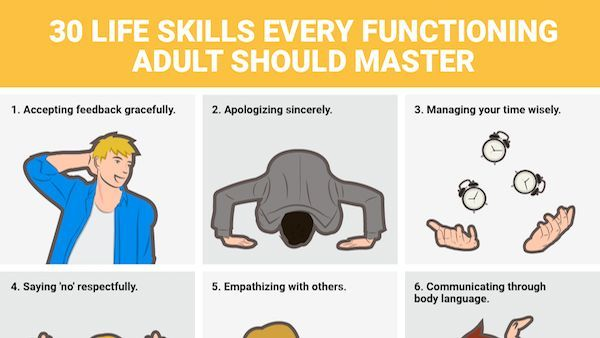 30 LIFE SKILLS EVERY FUNCTIONING
ADULT SHOULD MASTER
1. Accepting feedback gracefully.
2. Apologizing sincerely.
3. Managing your time wisely.
4. Saying 'no' respectfully.
5. Empathizing with others.
6. Communicating through
body language.